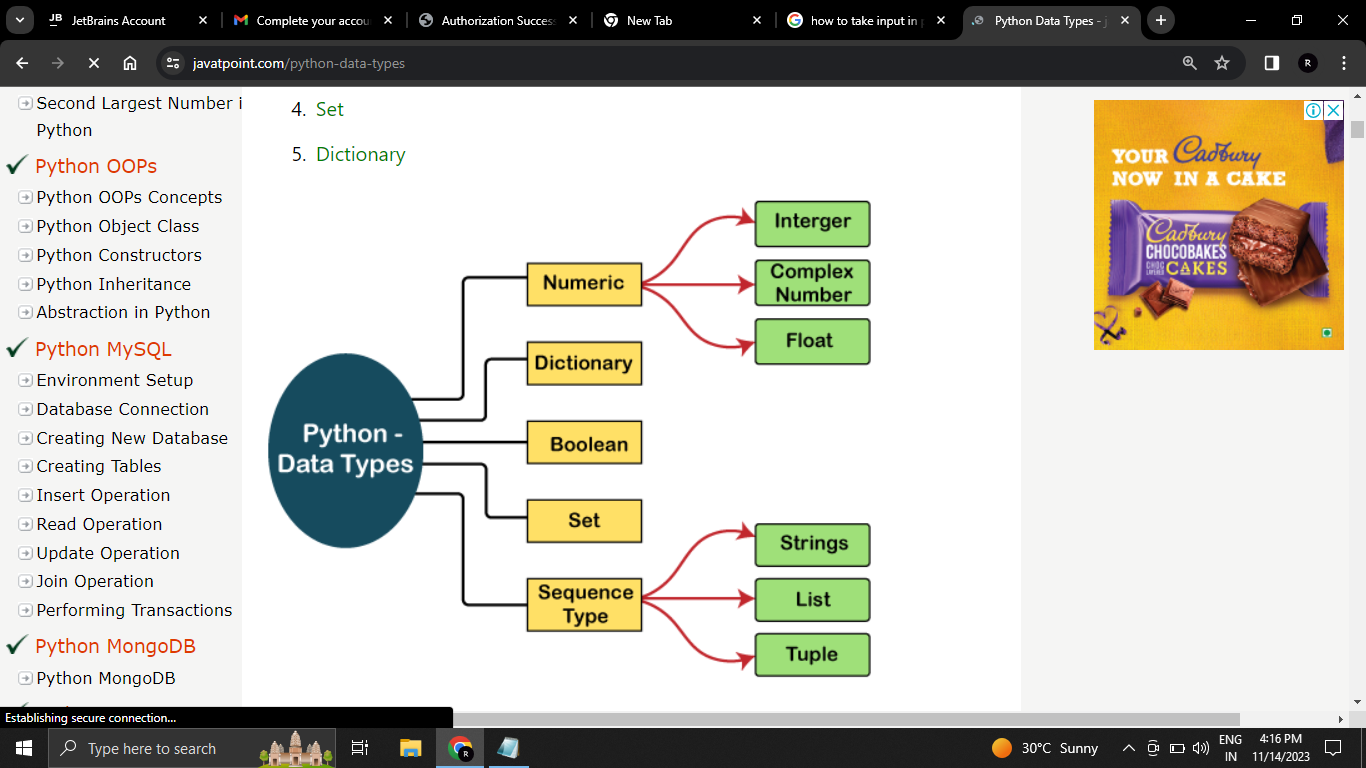 JB JetBrains Account
Complete your accou
Authorization Success
New Tab
how to take input in p
Python Data Types - j
javatpoint.com/python-data-types
R
Second Largest Number i
Python
Python OOPs
Python OOPs Concepts
Python Object Class
Python Constructors
Python Inheritance
Abstraction in Python
Python MySQL
Environment Setup
Database Connection
Creating New Database
Creating Tables
Insert Operation
Read Operation
Update Operation
Join Operation
Performing Transactions
Python MongoDB
Python MongoDB
4. Set
5. Dictionary
Python -
Data Types
Numeric
Dictionary
Boolean
Set
Sequence
Type
Interger
Complex
Number
Float
Strings
List
Tuple
YOUR Cadbury
NOW IN A CAKE
Cadbury
CHOCOBAKES
CHOC
LAYERED CAKES
Establishing secure connection...
Type here to search
R
30°C Sunny
ENG
IN
4:16 PM
11/14/2023